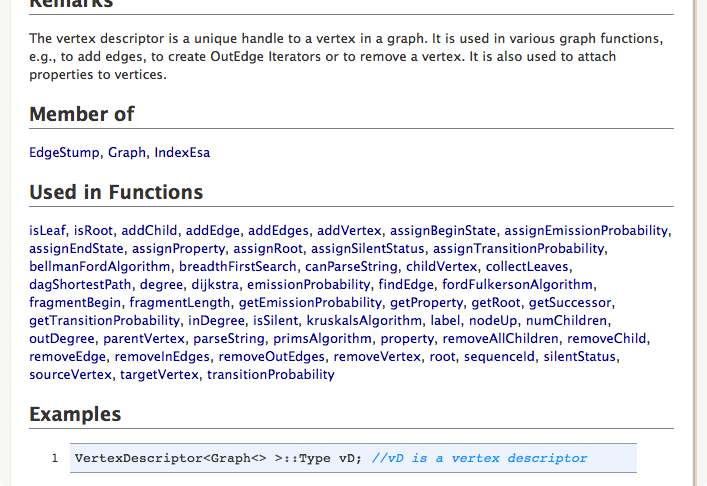 Remarks
The vertex descriptor is a unique handle to a vertex in a graph. It is used in various graph functions,
e.g., to add edges, to create OutEdge Iterators or to remove a vertex. It is also used to attach
properties to vertices.
Member of
EdgeStump, Graph, IndexEsa
Used in Functions
isLeaf, isRoot, addChild, addEdge, addEdges, addVertex, assignBeginState, assignEmissionProbability,
assignEndState, assignProperty, assignRoot, assignSilentStatus, assignTransitionProbability,
bellmanFordAlgorithm, breadthFirstSearch, canParseString, childVertex, collectLeaves,
dagShortestPath, degree, dijkstra, emissionProbability, findEdge, fordFulkersonAlgorithm,
fragmentBegin, fragmentLength, getEmissionProbability, getProperty, getRoot, getSuccessor,
getTransitionProbability, inDegree, isSilent, kruskalsAlgorithm, label, nodeUp, numChildren,
outDegree, parentVertex, parseString, primsAlgorithm, property, removeAllChildren, removeChild,
removeEdge, removeInEdges, removeOutEdges, removeVertex, root, sequenceId, silentStatus,
sourceVertex, targetVertex, transitionProbability
Examples
1 VertexDescriptor<Graph<> >::Type vD; //vD is a vertex descriptor